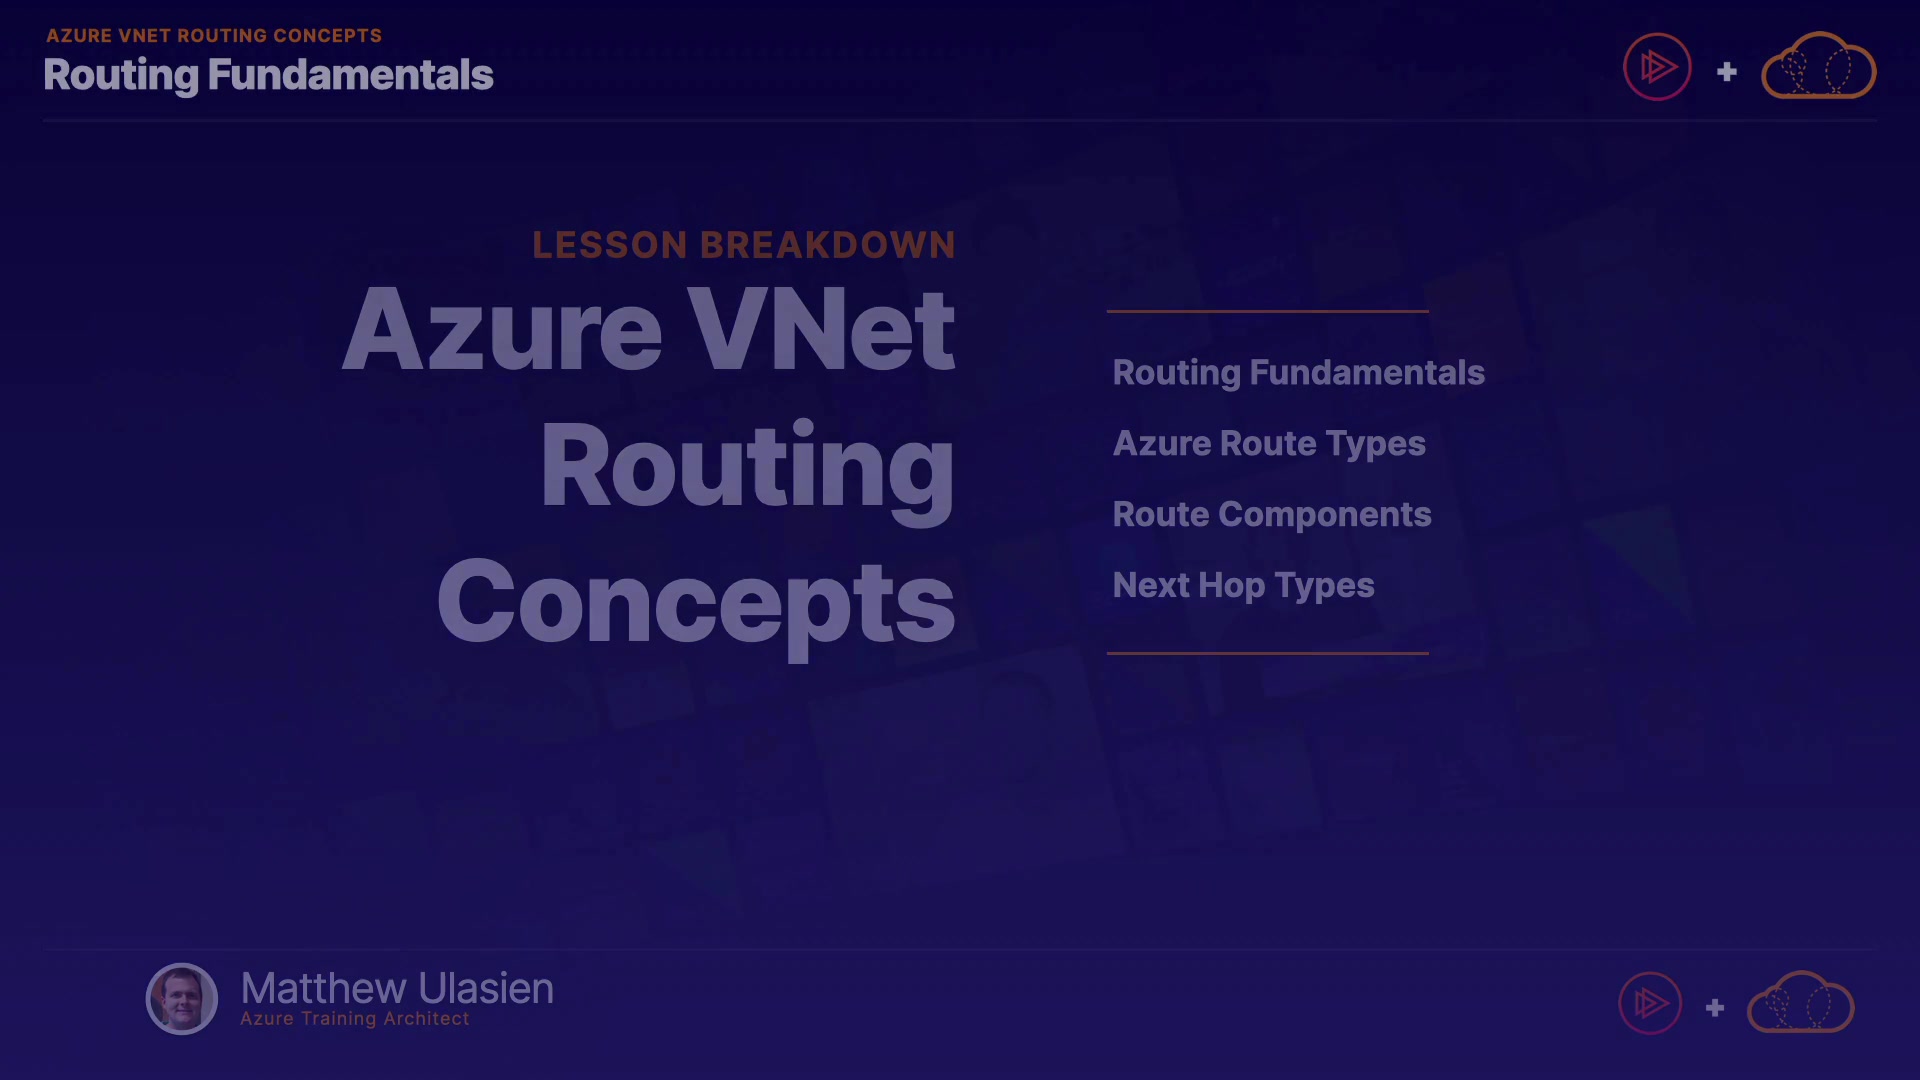 AZURE VNET ROUTING CONCEPTS
Routing Fundamentals
LESSON BREAKDOWN
Azure VNet
Routing
Concepts
Routing Fundamentals
Azure Route Types
Route Components
Next Hop Types
Matthew Ulasien
Azure Training Architect